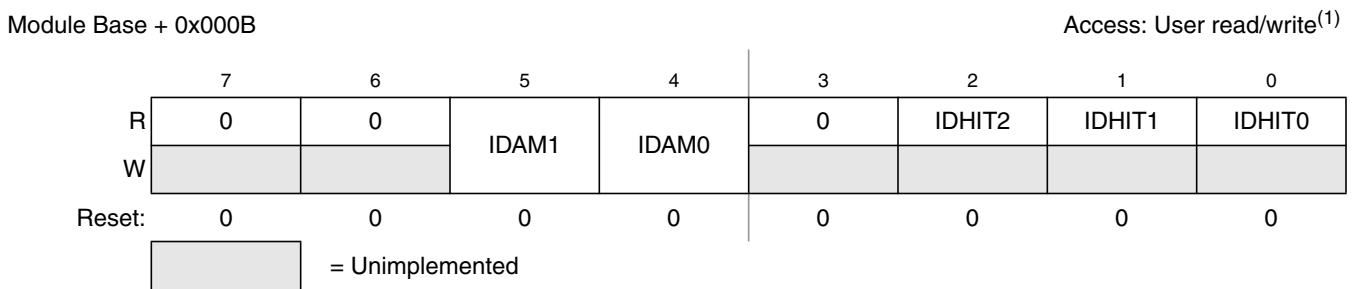 Module Base + 0x000B Access: User read/write(1)
7 6 5 4 3 2 1 0
R 0 0 IDAM1 IDAM0 0 IDHIT2 IDHIT1 IDHIT0
W
Reset: 0 0 0 0 0 0 0 0
= Unimplemented